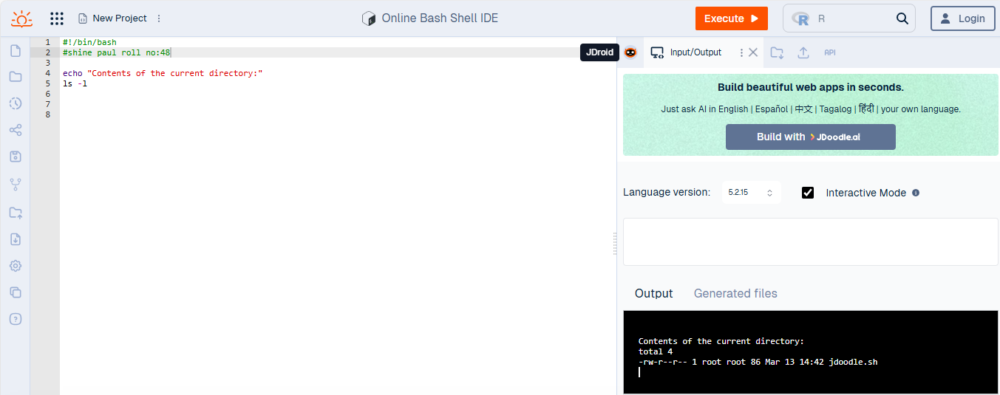 New Project
Online Bash Shell IDE
Execute
R
R
Login
1 #!/bin/bash
2 #shine paul roll no:48
3
4 echo "Contents of the current directory:"
5 ls -l
6
7
8
JDroid
Input/Output
API
Build beautiful web apps in seconds.
Just ask AI in English | Español | 中文 | Tagalog | हिंदी | your own language.
Build with JDoodle.ai
Language version:
5.2.15
Interactive Mode
Output
Generated files
Contents of the current directory:
total 4
-rw-r--r-- 1 root root 86 Mar 13 14:42 jdoodle.sh